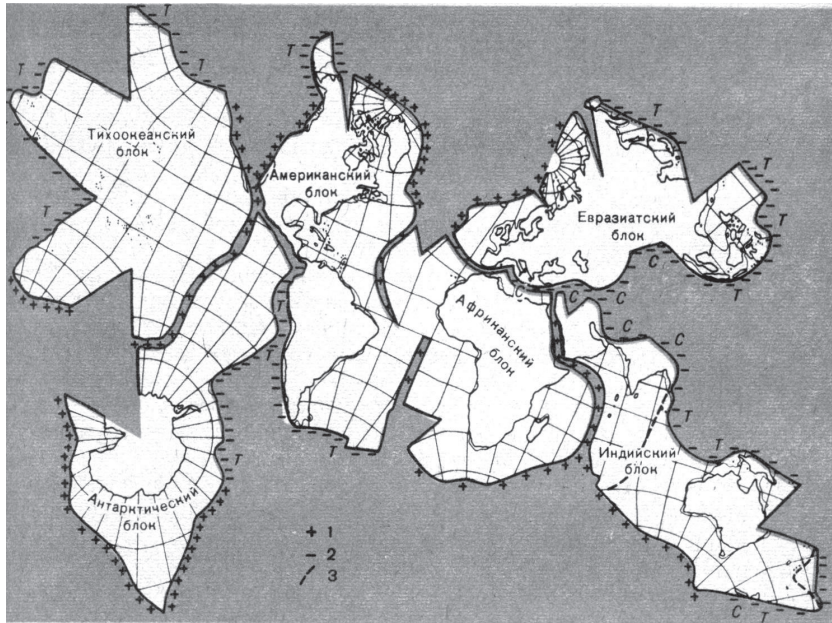 Тихоокеанский
блок
Американский
блок
Евразиатский
блок
Африканский
блок
Индийский
блок
Антарктический
блок
+ 1
− 2
3
Т
Т
Т
Т
Т
Т
Т
Т
Т
Т
Т
Т
Т
Т
С
С
С
С
С
С
С